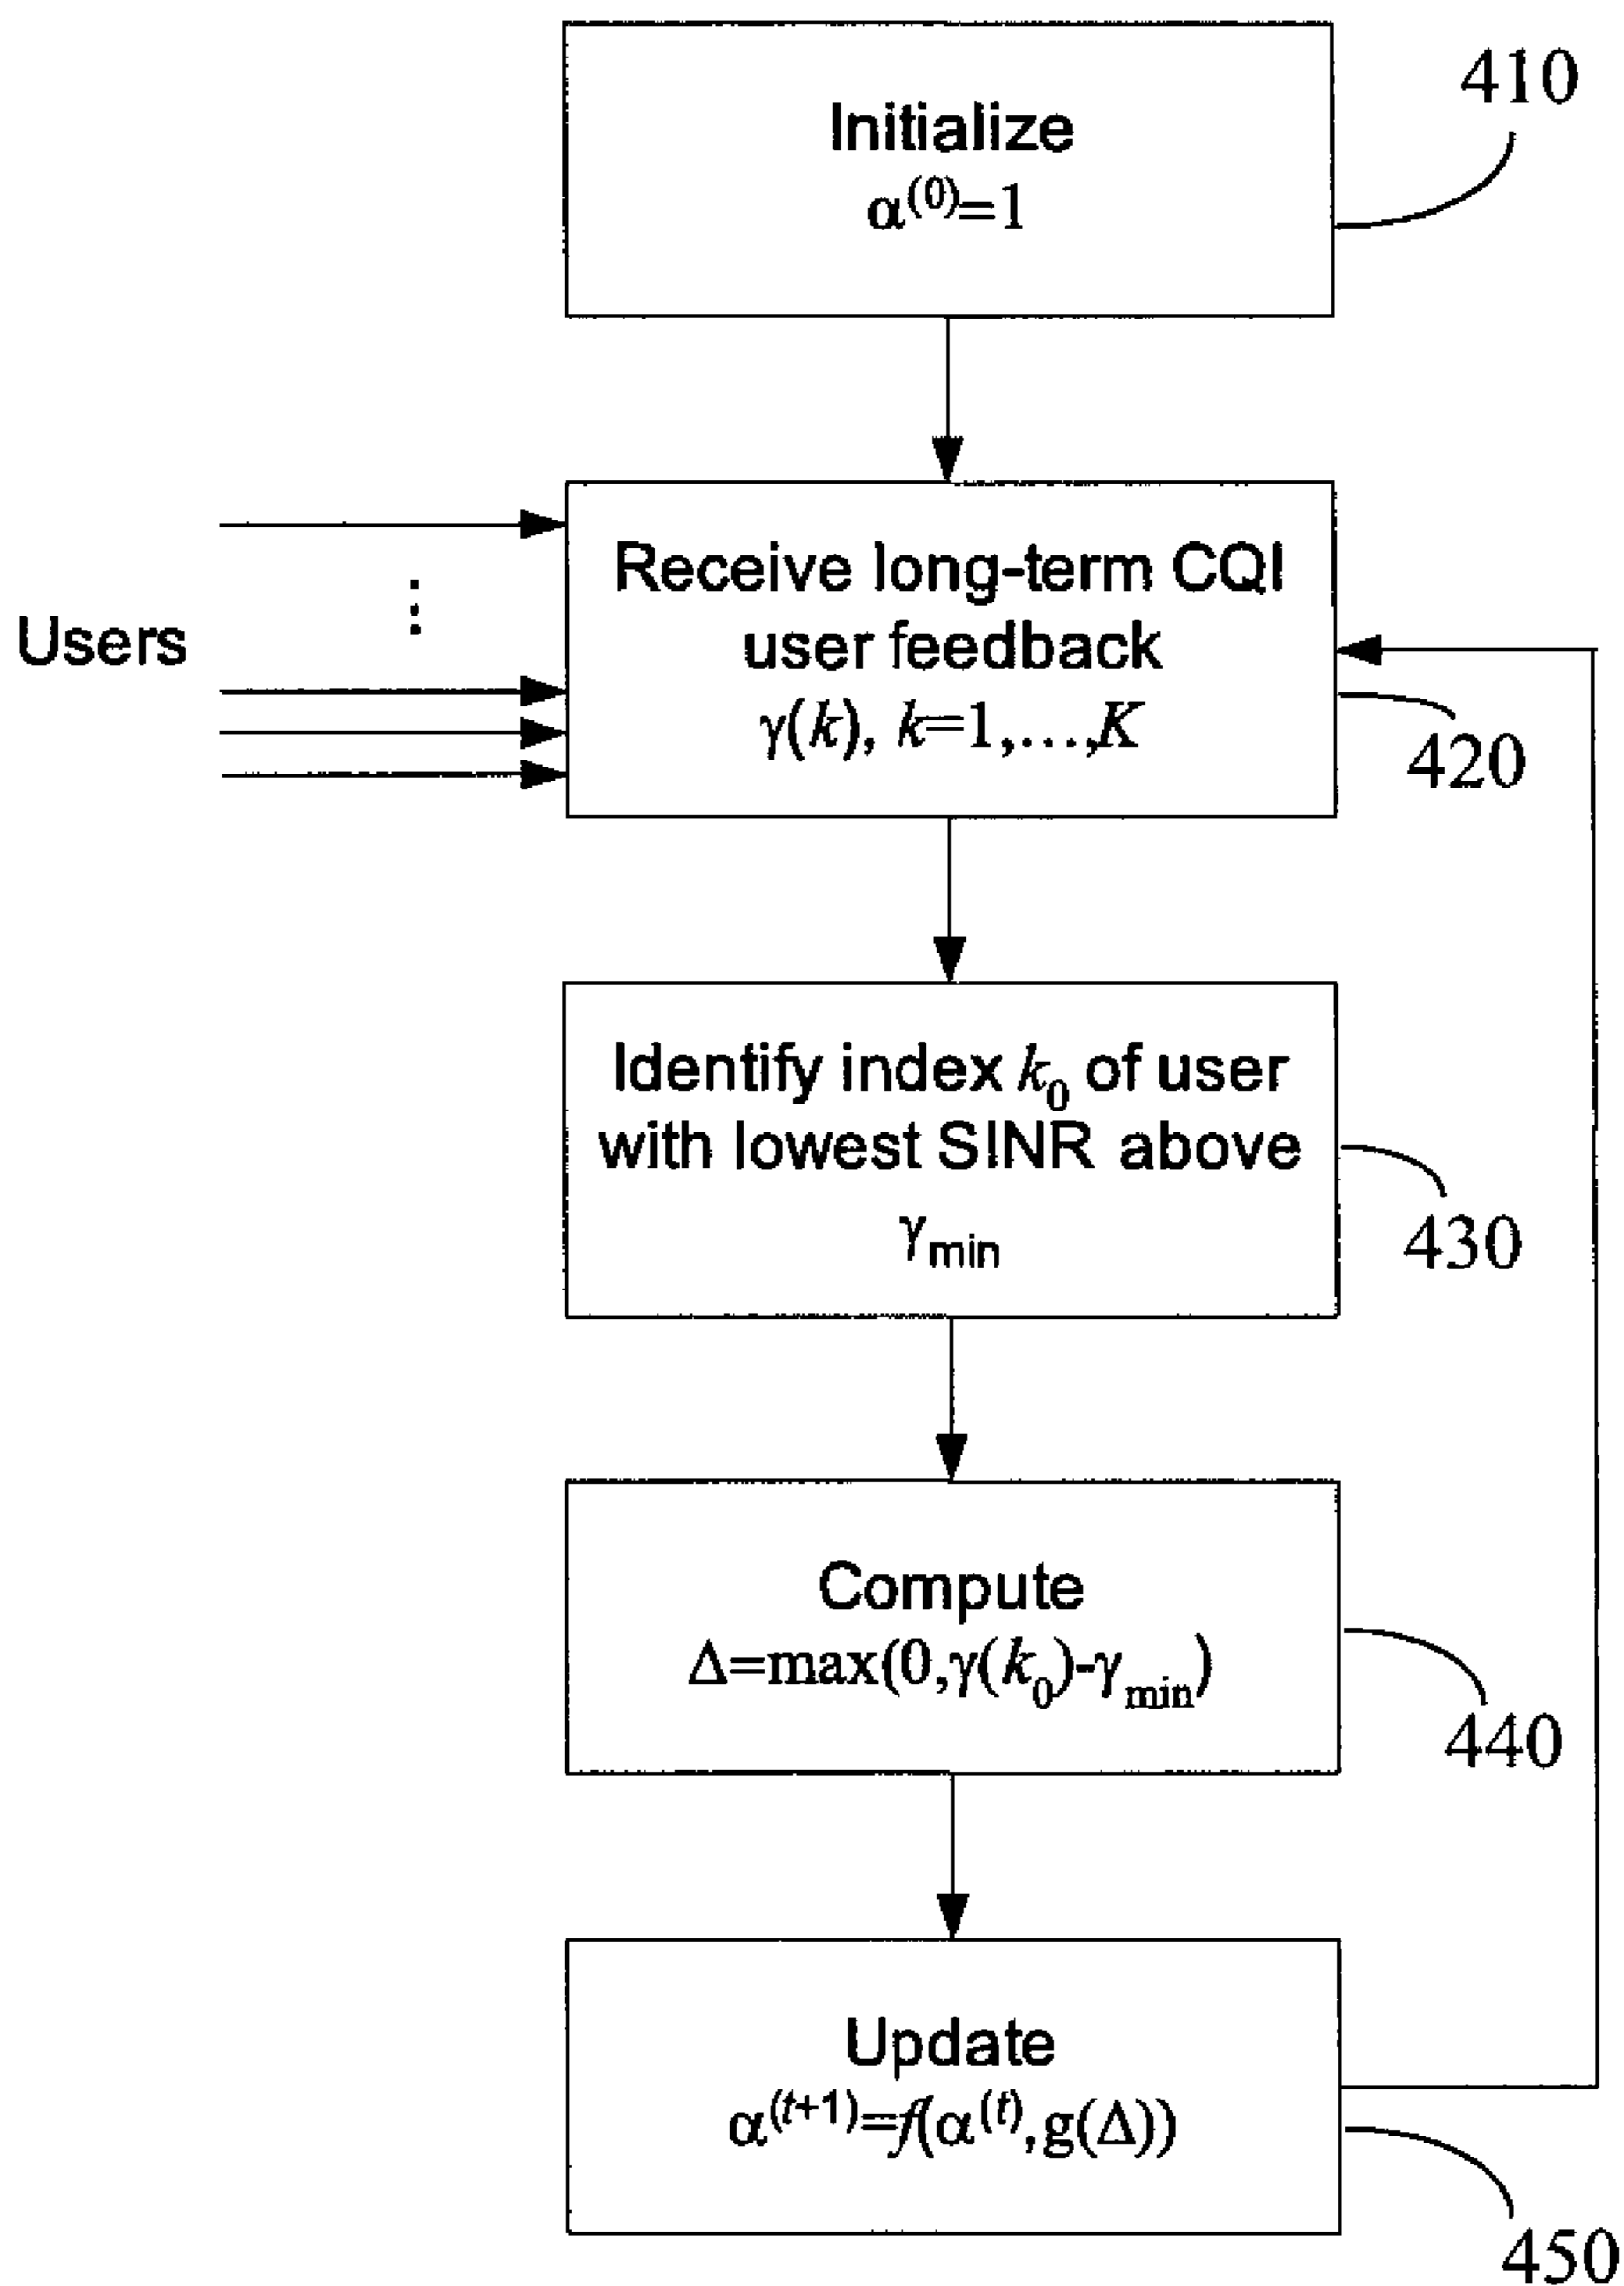 Initialize
α(0)=1
410
Users
⋮
Receive long-term CQI
user feedback
γ(k), k=1,...,K
420
Identify index k0 of user
with lowest SINR above
γmin
430
Compute
Δ=max(0,γ(k0)-γmin)
440
Update
α(t+1)=f(α(t),g(Δ))
450